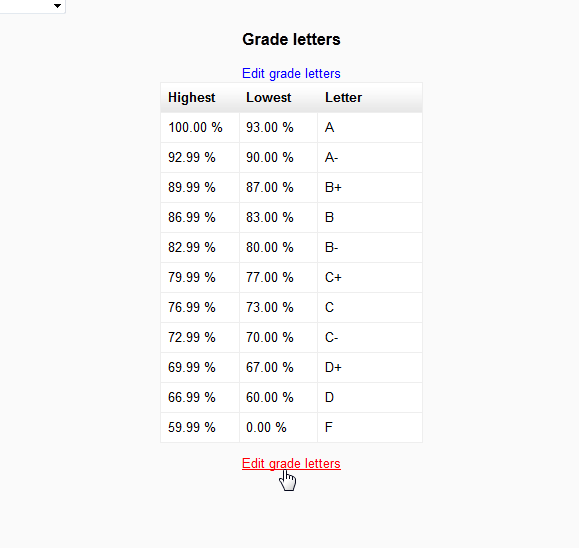 Grade letters
Edit grade letters
Highest Lowest Letter
100.00 % 93.00 % A
92.99 % 90.00 % A-
89.99 % 87.00 % B+
86.99 % 83.00 % B
82.99 % 80.00 % B-
79.99 % 77.00 % C+
76.99 % 73.00 % C
72.99 % 70.00 % C-
69.99 % 67.00 % D+
66.99 % 60.00 % D
59.99 % 0.00 % F
Edit grade letters